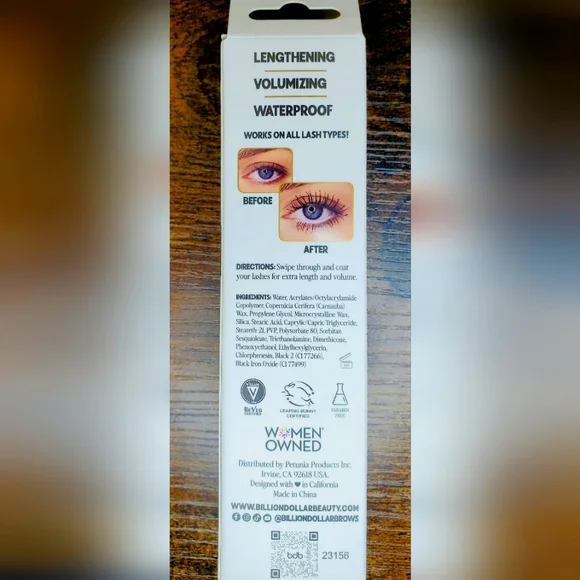 LENGTHENING
VOLUMIZING
WATERPROOF
WORKS ON ALL LASH TYPES!
BEFORE
AFTER
DIRECTIONS: Swipe through and coat
your lashes for extra length and volume.
INGREDIENTS: Water, Acrylates/Octylacrylamide
Copolymer, Copernicia Cerifera (Carnauba)
Wax, Propylene Glycol, Microcrystalline Wax,
Silica, Stearic Acid, Caprylic/Capric Triglyceride,
Steareth-21, PVP, Polysorbate 80, Sorbitan
Sesquioleate, Triethanolamine, Dimethicone,
Phenoxyethanol, Ethylhexylglycerin,
Chlorphenesin, Black 2 (CI 77266),
Black Iron Oxide (CI 77499)
BeVeg
LEAPING BUNNY
CERTIFIED
PARABEN
FREE
WOMEN
OWNED
Distributed by Petunia Products Inc.
Irvine, CA 92618 USA.
Designed with ♥ in California
Made in China
WWW.BILLIONDOLLARBEAUTY.COM
@BILLIONDOLLARBROWS
bdb
23156